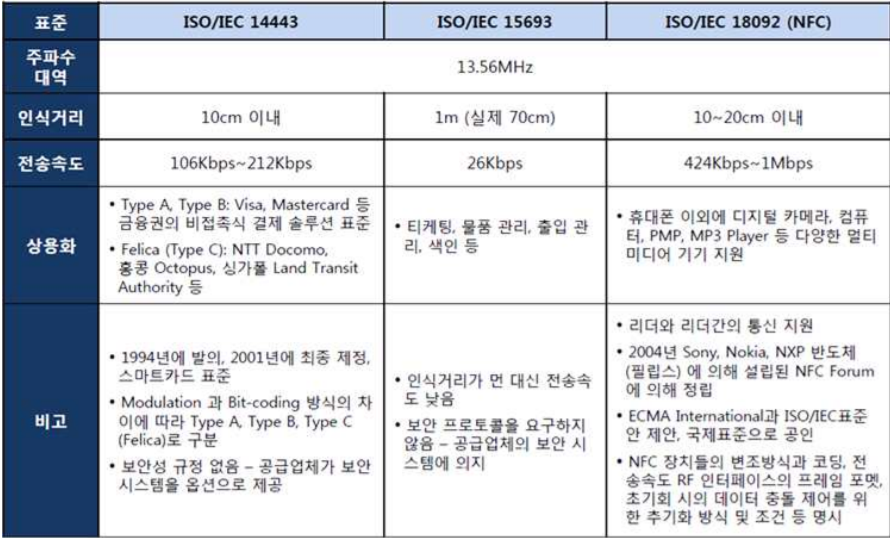 표준
ISO/IEC 14443
ISO/IEC 15693
ISO/IEC 18092 (NFC)
주파수
대역
13.56MHz
인식거리
10cm 이내
1m (실제 70cm)
10~20cm 이내
전송속도
106Kbps~212Kbps
26Kbps
424Kbps~1Mbps
상용화
• Type A, Type B: Visa, Mastercard 등
금융권의 비접촉식 결제 솔루션 표준
• Felica (Type C): NTT Docomo,
홍콩 Octopus, 싱가폴 Land Transit
Authority 등
• 티케팅, 물품 관리, 출입 관
리, 색인 등
• 휴대폰 이외에 디지털 카메라, 컴퓨
터, PMP, MP3 Player 등 다양한 멀티
미디어 기기 지원
비고
• 1994년에 발의, 2001년에 최종 제정,
스마트카드 표준
• Modulation 과 Bit-coding 방식의 차
이에 따라 Type A, Type B, Type C
(Felica)로 구분
• 보안성 규정 없음 – 공급업체가 보안
시스템을 옵션으로 제공
• 인식거리가 먼 대신 전송속
도 낮음
• 보안 프로토콜을 요구하지
않음 – 공급업체의 보안 시
스템에 의지
• 리더와 리더간의 통신 지원
• 2004년 Sony, Nokia, NXP 반도체
(필립스) 에 의해 설립된 NFC Forum
에 의해 정립
• ECMA International과 ISO/IEC표준
안 제안, 국제표준으로 공인
• NFC 장치들의 변조방식과 코딩, 전
송속도 RF 인터페이스의 프레임 포멧,
초기회 시의 데이터 충돌 제어를 위
한 추기화 방식 및 조건 등 명시